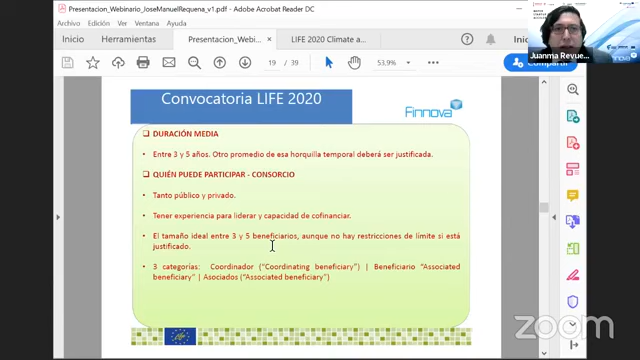 Presentacion_Webinario_JoseManuelRequena_v1.pdf - Adobe Acrobat Reader DC
Archivo Edición Ver Ventana Ayuda
Inicio Herramientas Presentacion_Webin... × LIFE 2020 Climate a...
19 / 39 53.9% Compartir
Juanma Revue...
Convocatoria LIFE 2020
Finnova
DURACIÓN MEDIA
• Entre 3 y 5 años. Otro promedio de esa horquilla temporal deberá ser justificada.
QUIÉN PUEDE PARTICIPAR - CONSORCIO
• Tanto público y privado.
• Tener experiencia para liderar y capacidad de cofinanciar.
• El tamaño ideal entre 3 y 5 beneficiarios, aunque no hay restricciones de límite si está
justificado.
• 3 categorías: Coordinador (“Coordinating beneficiary”) | Beneficiario “Associated
beneficiary” | Asociados (“Associated beneficiary”)
zoom